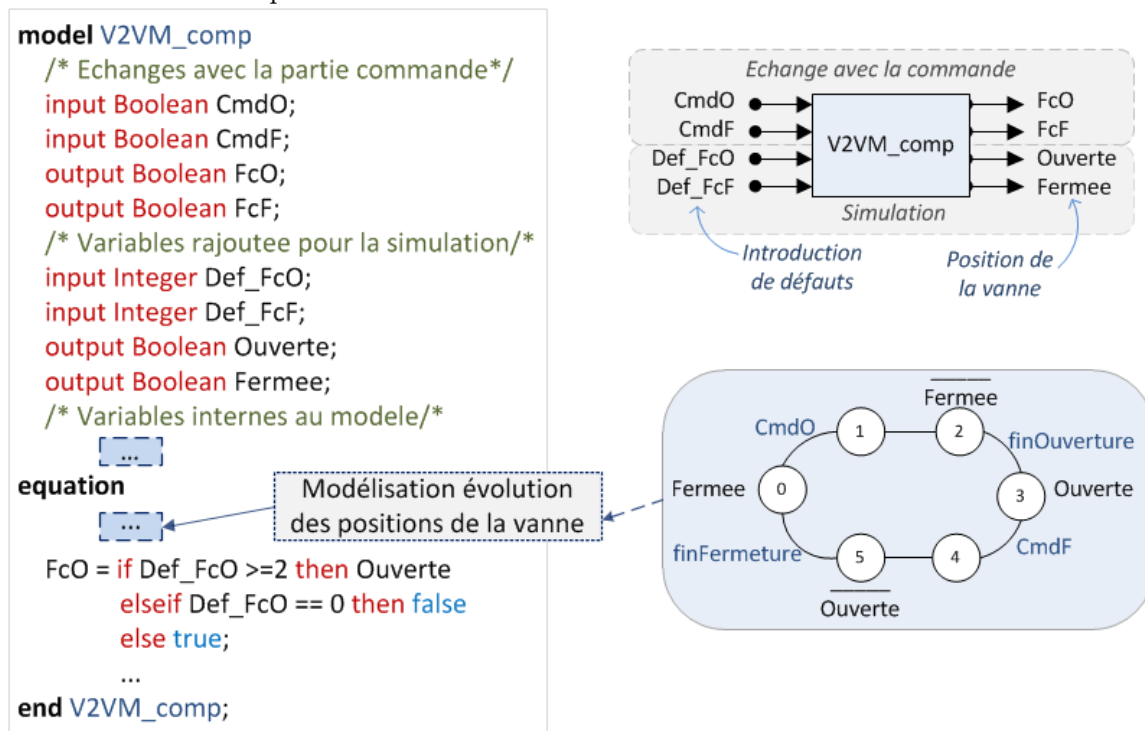 model V2VM_comp
/* Echanges avec la partie commande*/
input Boolean CmdO;
input Boolean CmdF;
output Boolean FcO;
output Boolean FcF;
/* Variables rajoutee pour la simulation/*
input Integer Def_FcO;
input Integer Def_FcF;
output Boolean Ouverte;
output Boolean Fermee;
/* Variables internes au modele/*
...
equation
...
FcO = if Def_FcO >=2 then Ouverte
elseif Def_FcO == 0 then false
else true;
...
end V2VM_comp;
Modélisation évolution
des positions de la vanne
Echange avec la commande
CmdO
CmdF
Def_FcO
Def_FcF
V2VM_comp
FcO
FcF
Ouverte
Fermee
Simulation
Introduction
de défauts
Position de
la vanne
Fermee
CmdO
1
2
finOuverture
Fermee
0
3
Ouverte
finFermeture
5
4
CmdF
Ouverte